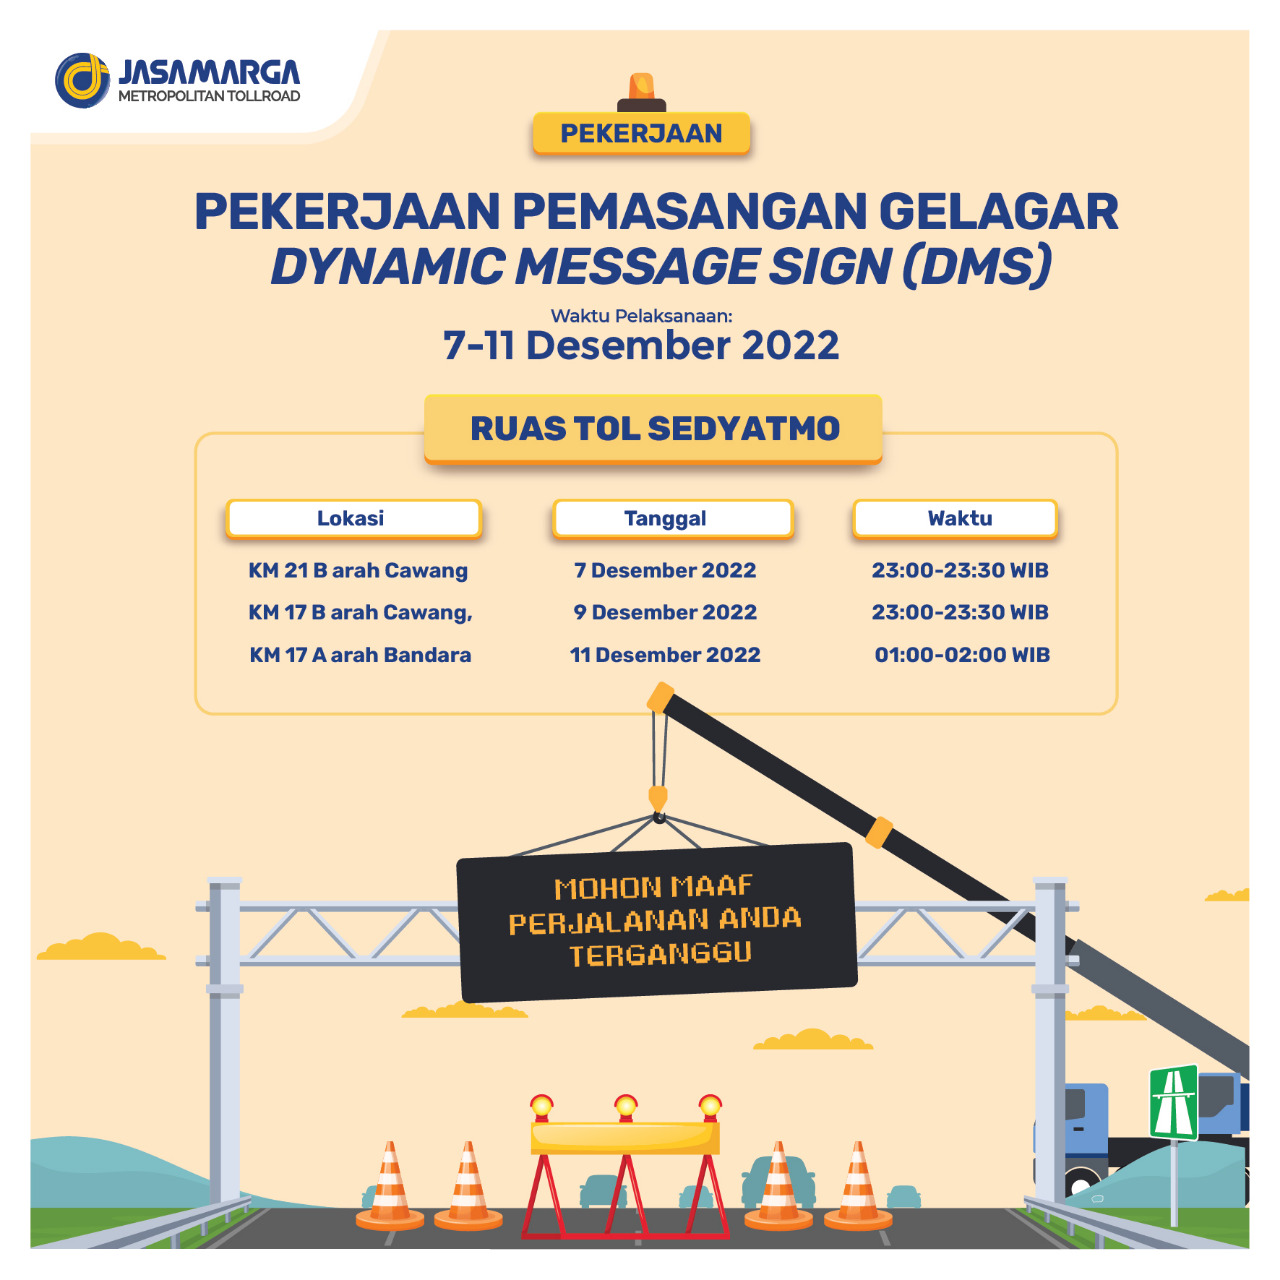 JASAMARGA
METROPOLITAN TOLLROAD
PEKERJAAN
PEKERJAAN PEMASANGAN GELAGAR
DYNAMIC MESSAGE SIGN (DMS)
Waktu Pelaksanaan:
7-11 Desember 2022
RUAS TOL SEDYATMO
Lokasi Tanggal Waktu
KM 21 B arah Cawang 7 Desember 2022 23:00-23:30 WIB
KM 17 B arah Cawang, 9 Desember 2022 23:00-23:30 WIB
KM 17 A arah Bandara 11 Desember 2022 01:00-02:00 WIB
MOHON MAAF
PERJALANAN ANDA
TERGANGGU